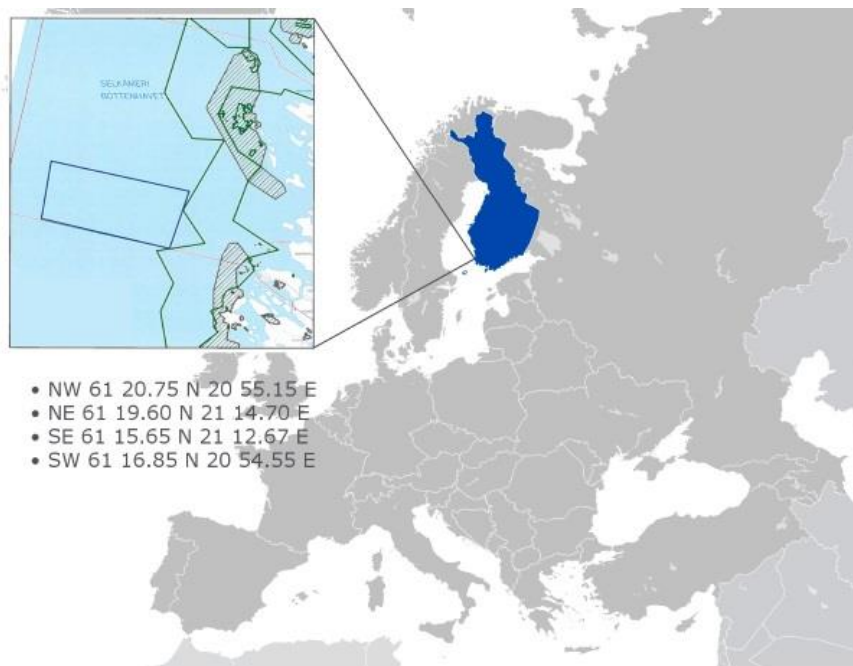 SELKÄMERI
BOTTENHAVET
• NW 61 20.75 N 20 55.15 E
• NE 61 19.60 N 21 14.70 E
• SE 61 15.65 N 21 12.67 E
• SW 61 16.85 N 20 54.55 E